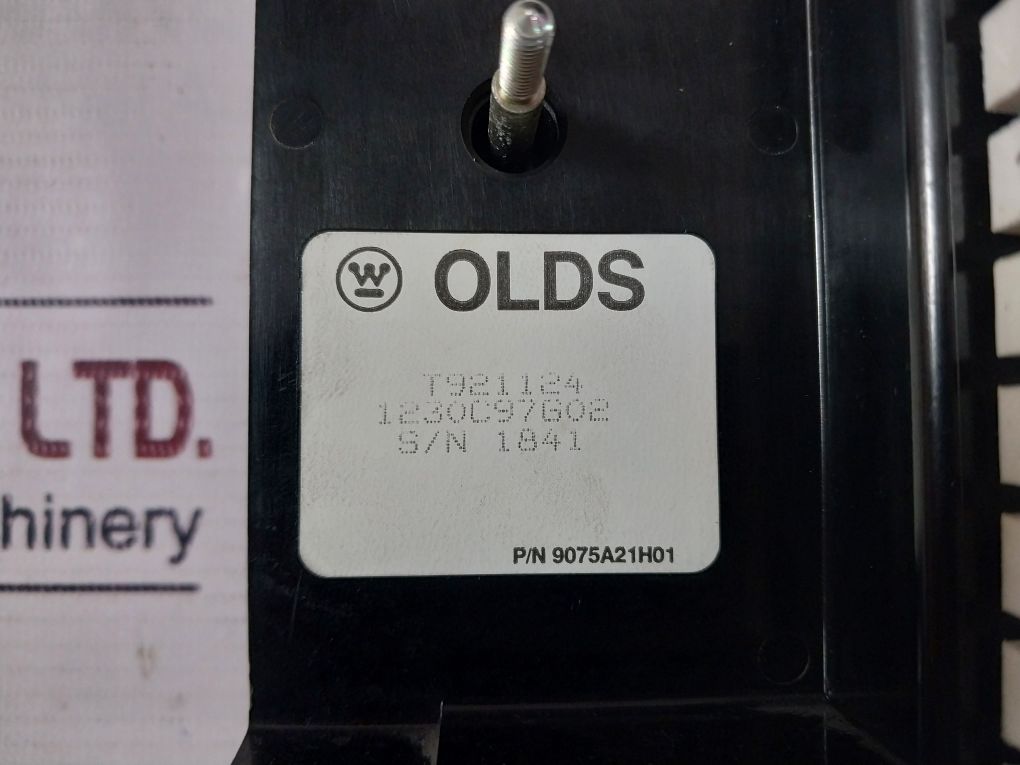 W OLDS
T921124
1230C97G02
S/N 1841
P/N 9075A21H01
LTD.
hinery